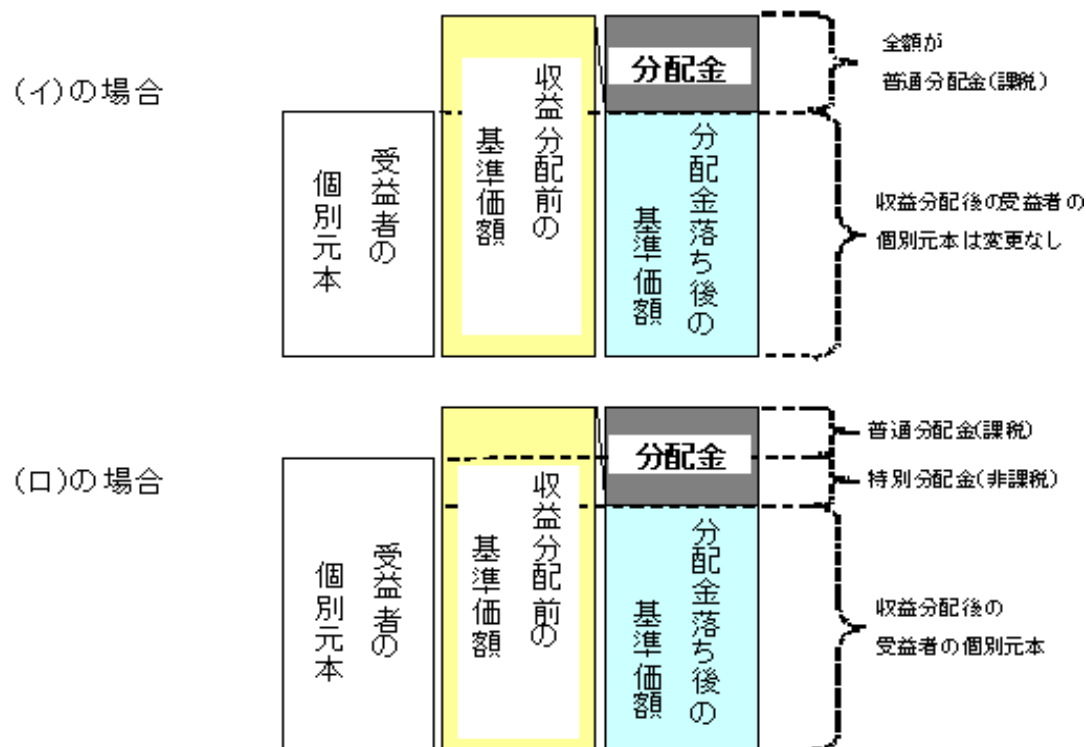 (イ)の場合
受益者の
個別元本
収益分配前の
基準価額
分配金
分配金落ち後の
基準価額
全額が
普通分配金(課税)
収益分配後の受益者の
個別元本は変更なし
(ロ)の場合
受益者の
個別元本
収益分配前の
基準価額
分配金
分配金落ち後の
基準価額
普通分配金(課税)
特別分配金(非課税)
収益分配後の
受益者の個別元本